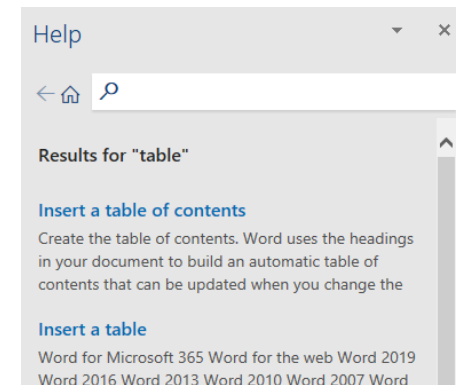 Help
Results for "table"
Insert a table of contents
Create the table of contents. Word uses the headings
in your document to build an automatic table of
contents that can be updated when you change the
Insert a table
Word for Microsoft 365 Word for the web Word 2019
Word 2016 Word 2013 Word 2010 Word 2007 Word